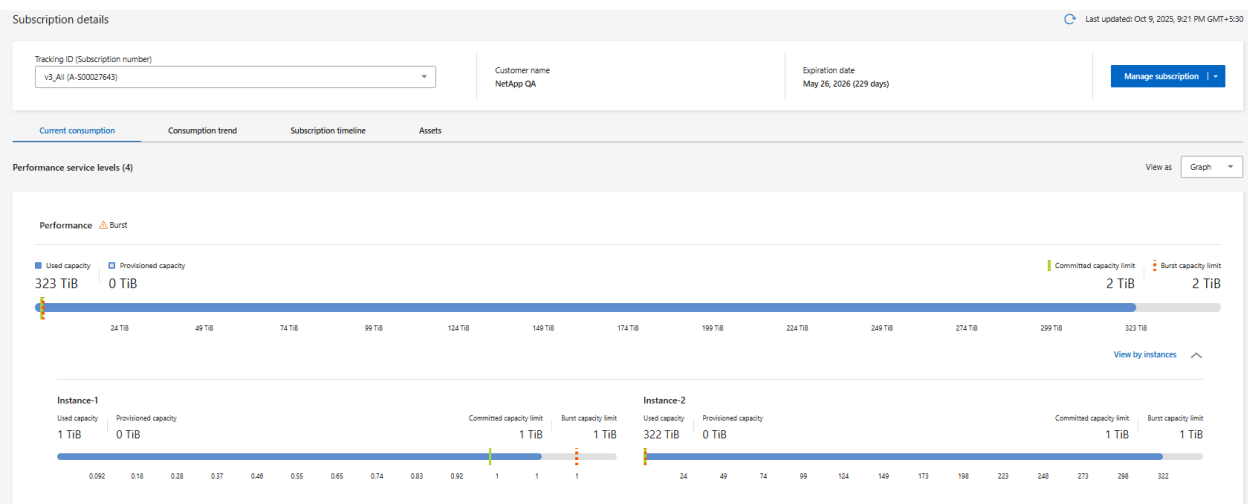 Subscription details
Last updated: Oct 9, 2025, 9:21 PM GMT+5:30
Tracking ID (Subscription number)
v3_All (A-S00027643)
Customer name
NetApp QA
Expiration date
May 26, 2026 (229 days)
Manage subscription
Current consumption Consumption trend Subscription timeline Assets
Performance service levels (4)
View as Graph
Performance Burst
Used capacity Provisioned capacity Committed capacity limit Burst capacity limit
323 TiB 0 TiB 2 TiB 2 TiB
24 TiB 49 TiB 74 TiB 99 TiB 124 TiB 149 TiB 174 TiB 199 TiB 224 TiB 249 TiB 274 TiB 299 TiB 323 TiB
View by instances
Instance-1
Used capacity Provisioned capacity Committed capacity limit Burst capacity limit
1 TiB 0 TiB 1 TiB 1 TiB
0.092 0.18 0.28 0.37 0.46 0.55 0.65 0.74 0.83 0.92 1 1 1
Instance-2
Used capacity Provisioned capacity Committed capacity limit Burst capacity limit
322 TiB 0 TiB 1 TiB 1 TiB
24 49 74 99 124 149 173 198 223 248 273 298 322